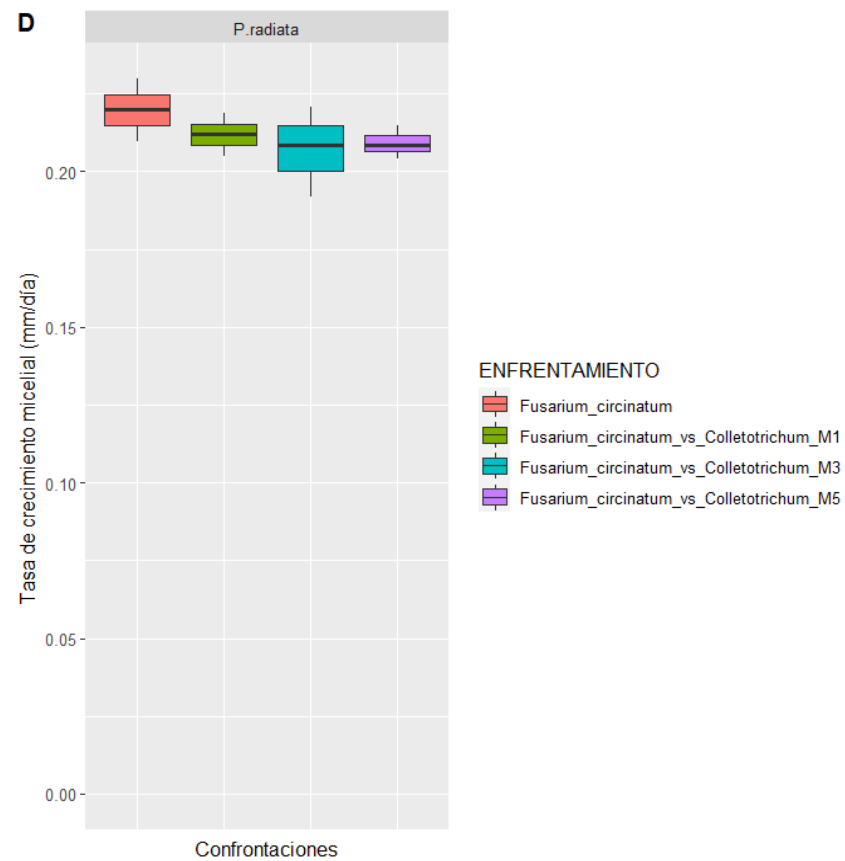 D
P.radiata
Tasa de crecimiento micelial (mm/día)
0.20
0.15
0.10
0.05
0.00
Confrontaciones
ENFRENTAMIENTO
Fusarium_circinatum
Fusarium_circinatum_vs_Colletotrichum_M1
Fusarium_circinatum_vs_Colletotrichum_M3
Fusarium_circinatum_vs_Colletotrichum_M5